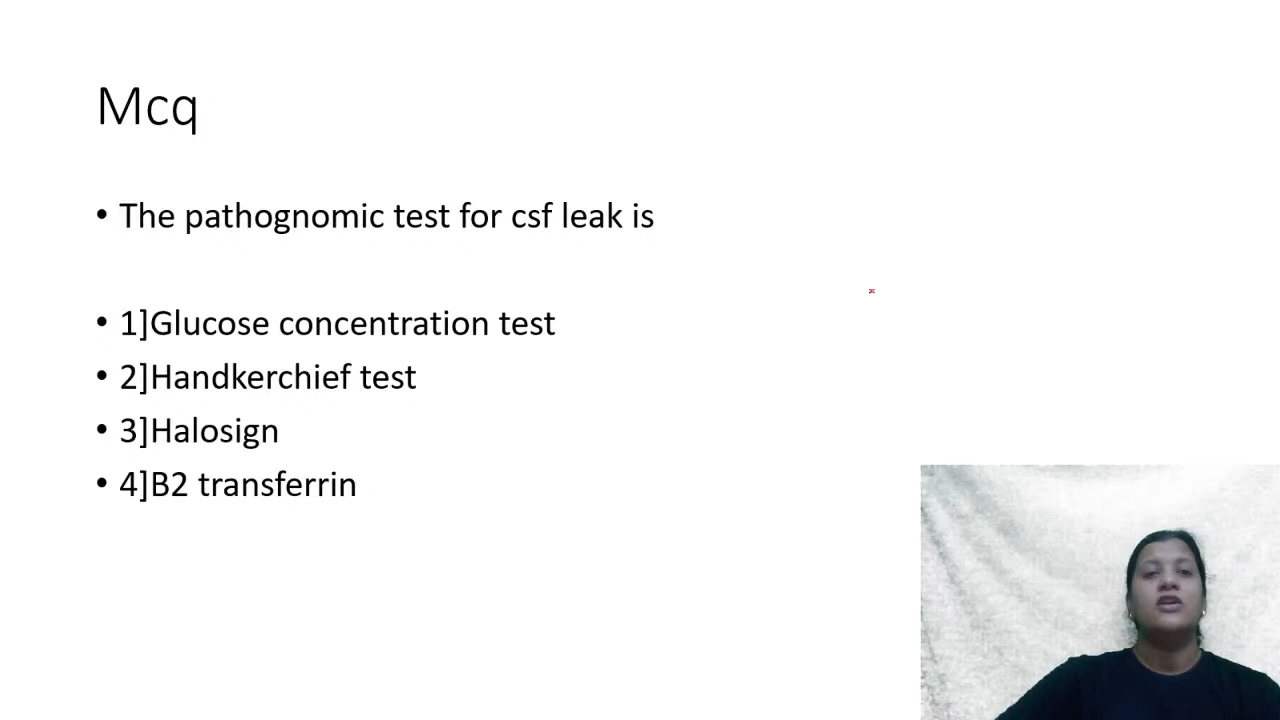 Mcq
• The pathognomic test for csf leak is
• 1]Glucose concentration test
• 2]Handkerchief test
• 3]Halosign
• 4]B2 transferrin